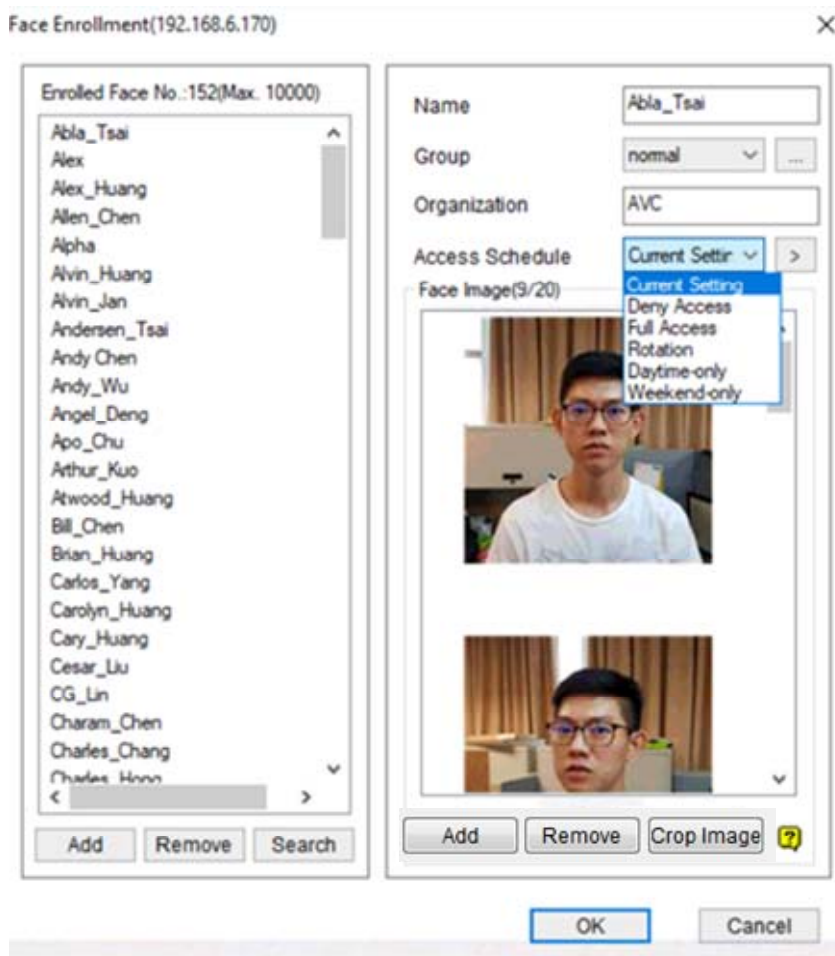 Face Enrollment(192.168.6.170)
Enrolled Face No.:152(Max. 10000)
Abla_Tsai
Alex
Alex_Huang
Allen_Chen
Alpha
Alvin_Huang
Alvin_Jan
Andersen_Tsai
Andy Chen
Andy_Wu
Angel_Deng
Apo_Chu
Arthur_Kuo
Atwood_Huang
Bill_Chen
Brian_Huang
Carlos_Yang
Carolyn_Huang
Cary_Huang
Cesar_Liu
CG_Lin
Charam_Chen
Charles_Chang
Charles_Hong
Add Remove Search
Name Abla_Tsai
Group normal ...
Organization AVC
Access Schedule Current Settir >
Current Setting
Deny Access
Full Access
Rotation
Daytime-only
Weekend-only
Face Image(9/20)
Add Remove Crop Image ?
OK Cancel